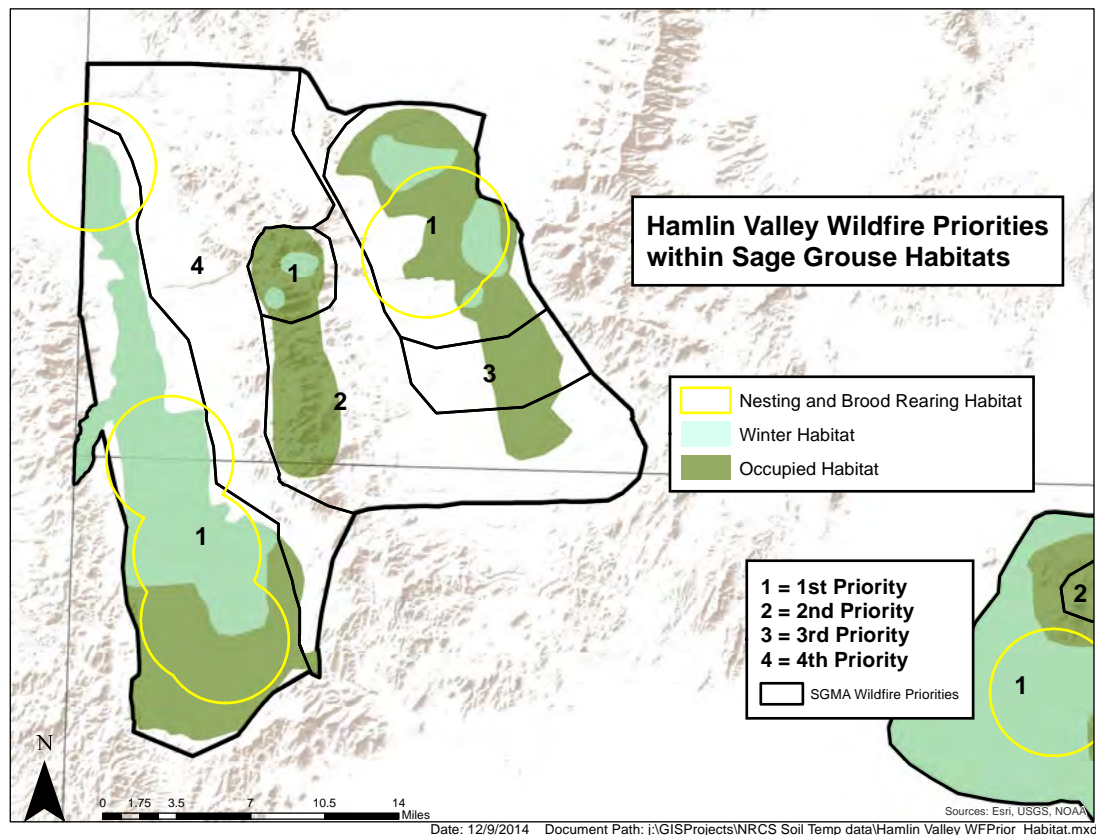 Hamlin Valley Wildfire Priorities
within Sage Grouse Habitats
4
1
1
2
3
1
Nesting and Brood Rearing Habitat
Winter Habitat
Occupied Habitat
1 = 1st Priority
2 = 2nd Priority
3 = 3rd Priority
4 = 4th Priority
SGMA Wildfire Priorities
2
1
N
0 1.75 3.5 7 10.5 14
Miles
Sources: Esri, USGS, NOAA
Date: 12/9/2014 Document Path: j:\GISProjects\NRCS Soil Temp data\Hamlin Valley WFPrior_Habitat.mxd